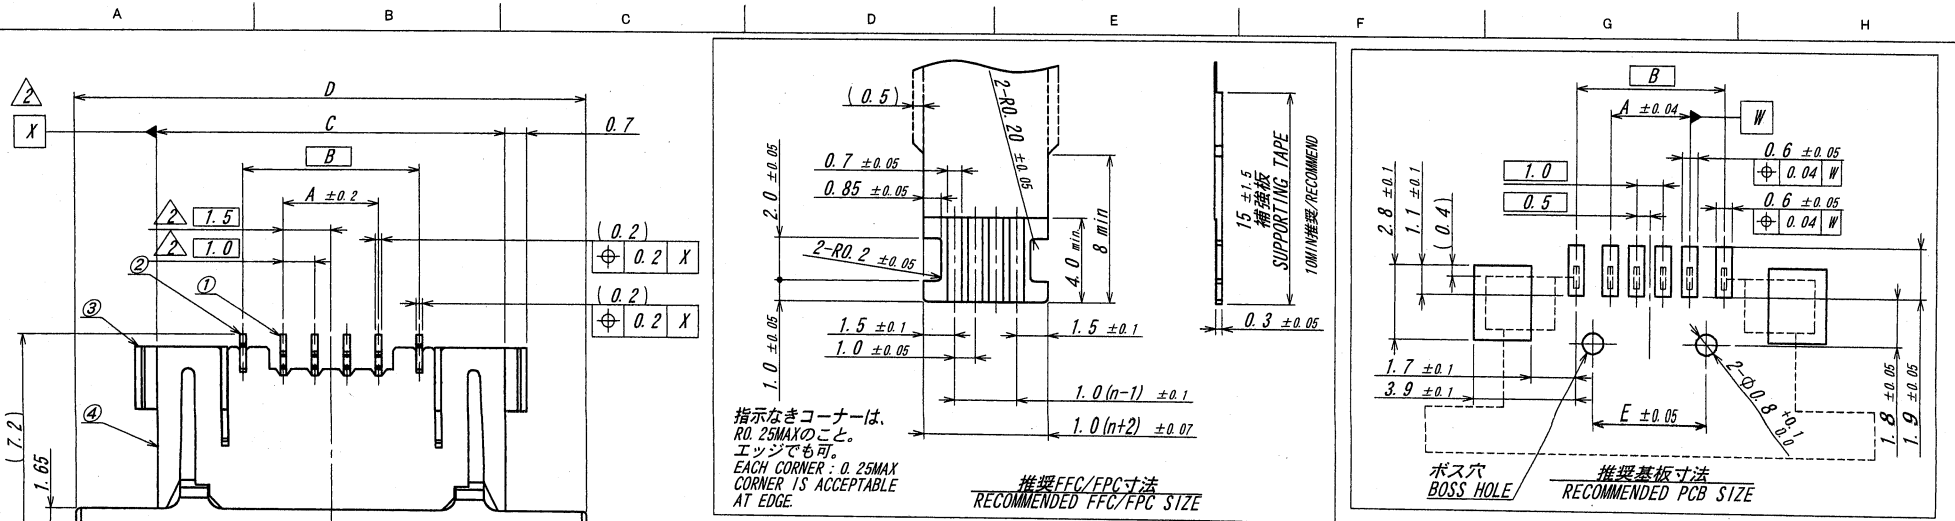 A B C D E F G H
2
X
D
C
0.7
B
A ±0.2
2 1.5
2 1.0
(0.2)
⌖ 0.2 X
(0.2)
⌖ 0.2 X
②
①
③
④
(7.2)
1.65
(0.5)
2-R0.20 ±0.05
0.7 ±0.05
0.85 ±0.05
2.0 ±0.05
2-R0.2 ±0.05
1.0 ±0.05
4.0 min
8 min
1.5 ±0.1
1.5 ±0.1
1.0 ±0.05
1.0(n-1) ±0.1
1.0(n+2) ±0.07
15 ±1.5
補強板
SUPPORTING TAPE
10MIN推奨/RECOMMEND
0.3 ±0.05
指示なきコーナーは、
R0.25MAXのこと。
エッジでも可。
EACH CORNER : 0.25MAX
CORNER IS ACCEPTABLE
AT EDGE.
推奨FFC/FPC寸法
RECOMMENDED FFC/FPC SIZE
B
A ±0.04
W
0.6 ±0.05
⌖ 0.04 W
0.6 ±0.05
⌖ 0.04 W
1.0
0.5
2.8 ±0.1
1.1 ±0.1
(0.4)
1.7 ±0.1
3.9 ±0.1
E ±0.05
2-Φ0.8 +0.1 0.0
1.8 ±0.05
1.9 ±0.05
ボス穴
BOSS HOLE
推奨基板寸法
RECOMMENDED PCB SIZE